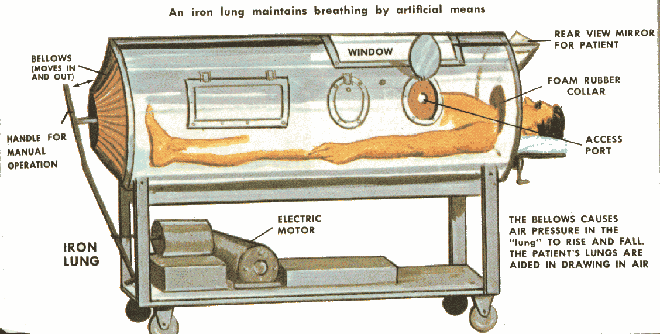 An iron lung maintains breathing by artificial means
BELLOWS
(MOVES IN
AND OUT)
WINDOW
REAR VIEW MIRROR
FOR PATIENT
FOAM RUBBER
COLLAR
HANDLE FOR
MANUAL
OPERATION
ACCESS
PORT
ELECTRIC
MOTOR
IRON
LUNG
THE BELLOWS CAUSES
AIR PRESSURE IN THE
"lung" TO RISE AND FALL.
THE PATIENT'S LUNGS ARE
AIDED IN DRAWING IN AIR